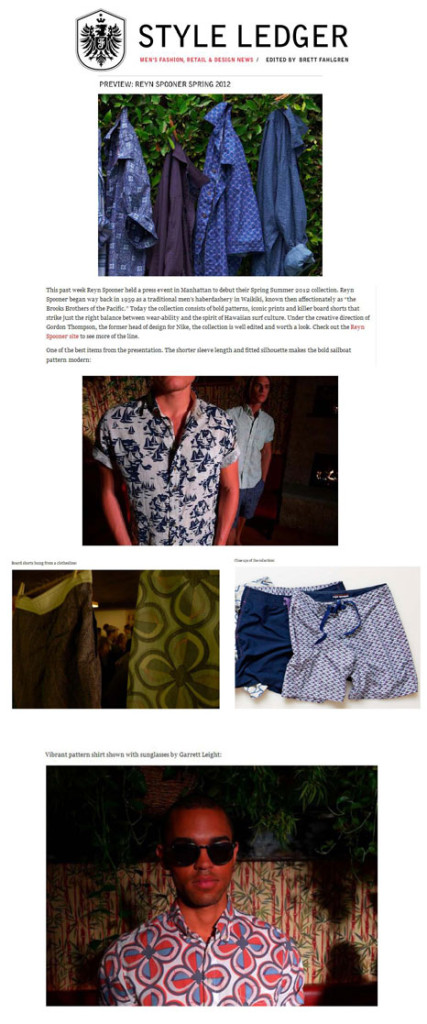 STYLE LEDGER
MEN'S FASHION, RETAIL & DESIGN NEWS / EDITED BY BRETT FAHLGREN
PREVIEW: REYN SPOONER SPRING 2012
This past week Reyn Spooner held a press event in Manhattan to debut their Spring Summer 2012 collection. Reyn
Spooner began way back in 1959 as a traditional men's haberdashery in Waikiki, known then affectionately as "the
Brooks Brothers of the Pacific." Today the collection consists of bold patterns, iconic prints and killer board shorts that
strike just the right balance between wear-ability and the spirit of Hawaiian surf culture. Under the creative direction of
Gordon Thompson, the former head of design for Nike, the collection is well edited and worth a look. Check out the Reyn
Spooner site to see more of the line.
One of the best items from the presentation. The shorter sleeve length and fitted silhouette makes the bold sailboat
pattern modern:
Board shorts hung from a clothesline:
Close up of the
Vibrant pattern shirt shown with sunglasses by Garrett Leight: